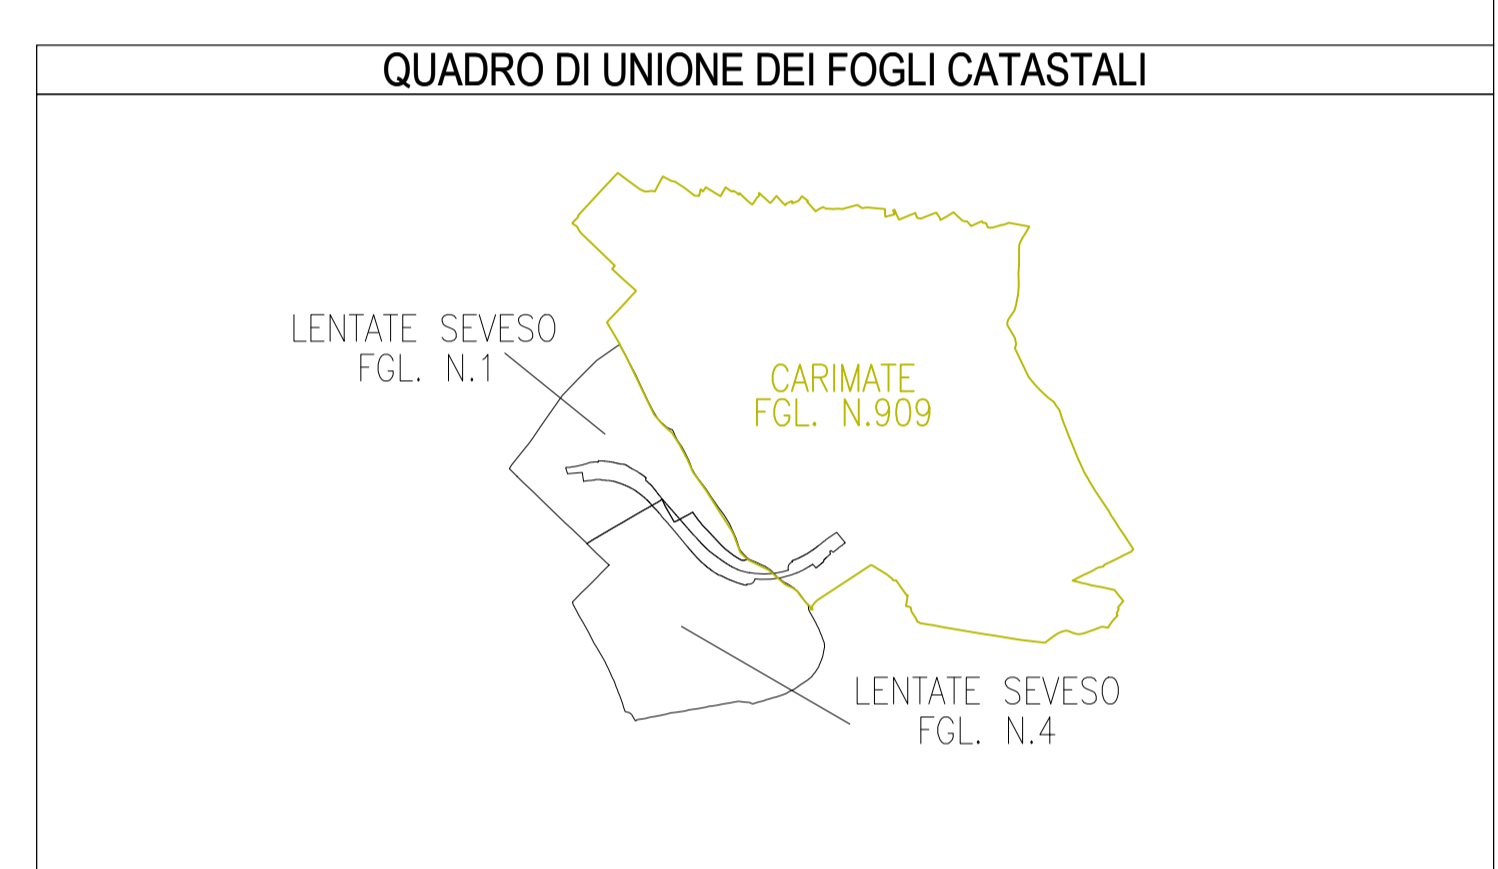 QUADRO DI UNIONE DEI FOGLI CATASTALI
LENTATE SEVESO
FGL. N.1
CARIMATE
FGL. N.909
LENTATE SEVESO
FGL. N.4